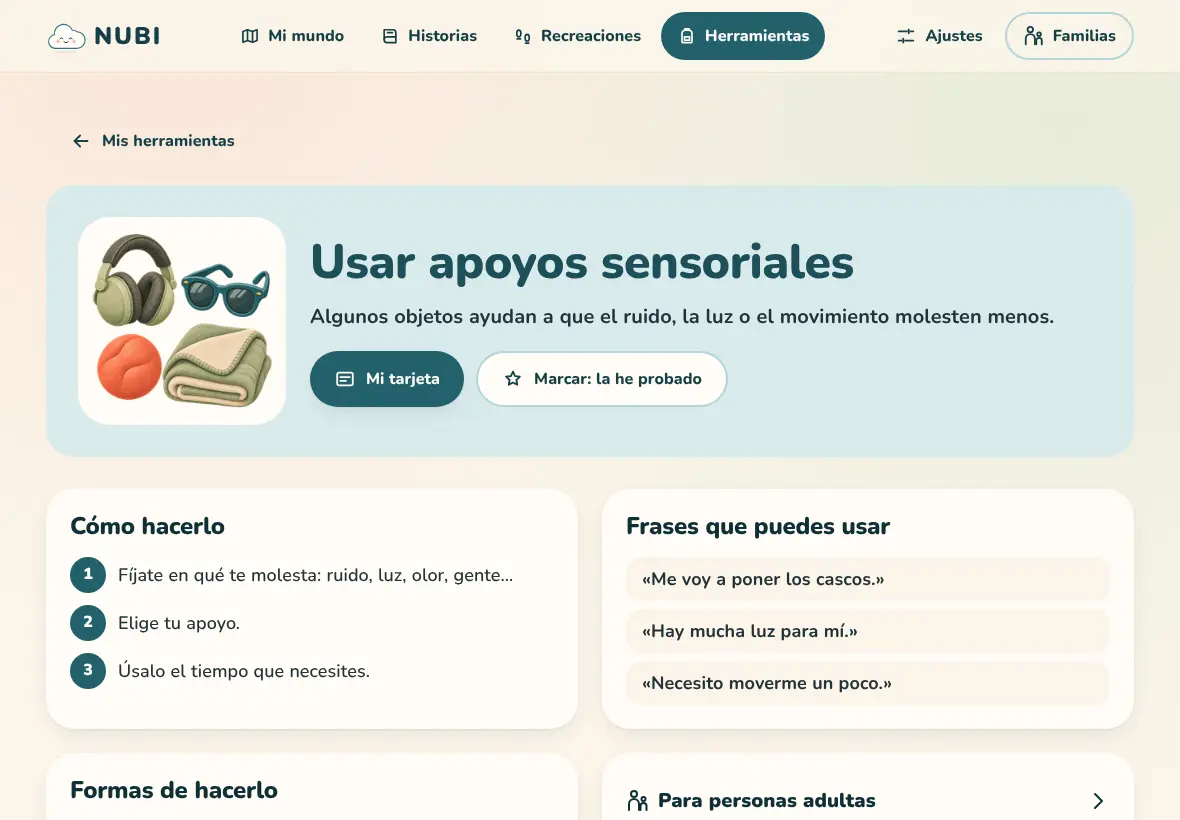 NUBI
Mi mundo
Historias
Recreaciones
Herramientas
Ajustes
Familias
Mis herramientas
Usar apoyos sensoriales
Algunos objetos ayudan a que el ruido, la luz o el movimiento molesten menos.
Mi tarjeta
Marcar: la he probado
Cómo hacerlo
1 Fíjate en qué te molesta: ruido, luz, olor, gente...
2 Elige tu apoyo.
3 Úsalo el tiempo que necesites.
Frases que puedes usar
«Me voy a poner los cascos.»
«Hay mucha luz para mí.»
«Necesito moverme un poco.»
Formas de hacerlo
Para personas adultas